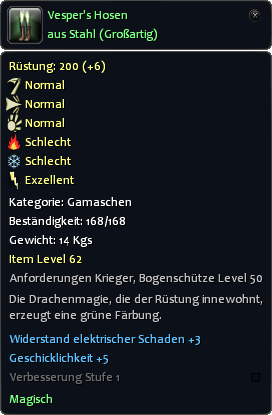 Vesper's Hosen
aus Stahl (Großartig)
Rüstung: 200 (+6)
Normal
Normal
Normal
Schlecht
Schlecht
Exzellent
Kategorie: Gamaschen
Beständigkeit: 168/168
Gewicht: 14 Kgs
Item Level 62
Anforderungen Krieger, Bogenschütze Level 50
Die Drachenmagie, die der Rüstung innewohnt,
erzeugt eine grüne Färbung.
Widerstand elektrischer Schaden +3
Geschicklichkeit +5
Verbesserung Stufe 1
Magisch